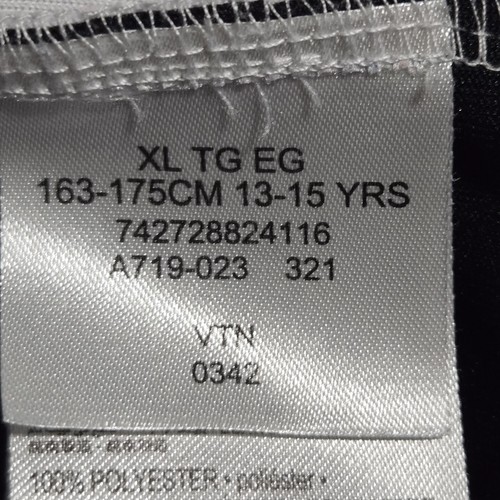 XL TG EG
163-175CM 13-15 YRS
742728824116
A719-023 321
VTN
0342
100% POLYESTER • poliéster •